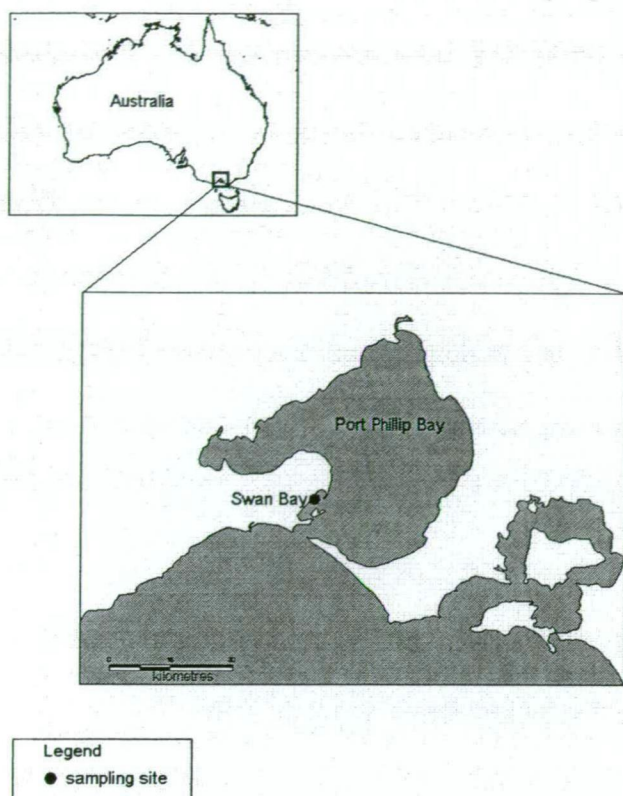 Australia
Port Phillip Bay
Swan Bay
kilometres
Legend
sampling site